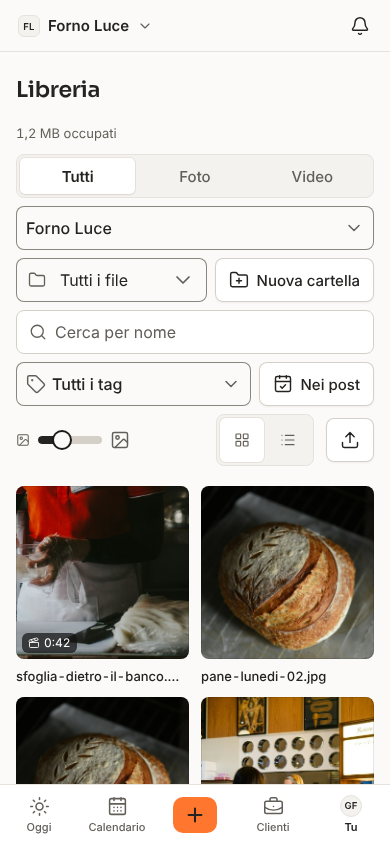 FL Forno Luce
Libreria
1,2 MB occupati
Tutti Foto Video
Forno Luce
Tutti i file Nuova cartella
Cerca per nome
Tutti i tag Nei post
0:42
sfoglia-dietro-il-banco.... pane-lunedi-02.jpg
Oggi Calendario Clienti GF Tu